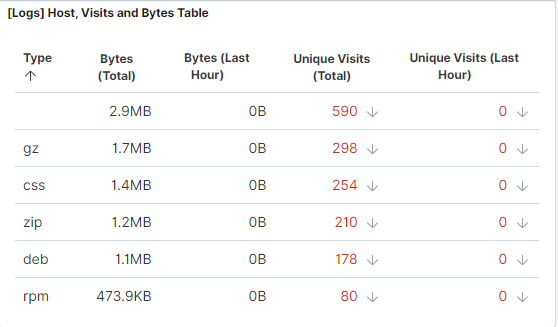 [Logs] Host, Visits and Bytes Table
Type Bytes (Total) Bytes (Last Hour) Unique Visits (Total) Unique Visits (Last Hour)
2.9MB 0B 590 0
gz 1.7MB 0B 298 0
css 1.4MB 0B 254 0
zip 1.2MB 0B 210 0
deb 1.1MB 0B 178 0
rpm 473.9KB 0B 80 0